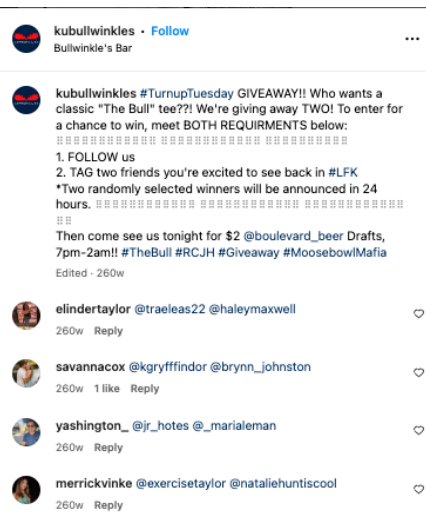 kubullwinkles • Follow
Bullwinkle's Bar
kubullwinkles #TurnupTuesday GIVEAWAY!! Who wants a
classic "The Bull" tee??! We're giving away TWO! To enter for
a chance to win, meet BOTH REQUIRMENTS below:
⠿⠿⠿⠿⠿⠿⠿⠿⠿⠿⠿⠿ ⠿⠿⠿⠿⠿⠿⠿⠿⠿⠿⠿⠿ ⠿⠿⠿⠿⠿⠿⠿⠿⠿⠿
1. FOLLOW us
2. TAG two friends you're excited to see back in #LFK
*Two randomly selected winners will be announced in 24
hours. ⠿⠿⠿⠿⠿⠿⠿⠿⠿⠿⠿⠿ ⠿⠿⠿⠿⠿⠿⠿⠿⠿⠿⠿⠿ ⠿⠿⠿⠿⠿⠿⠿⠿⠿⠿⠿⠿
⠿⠿
Then come see us tonight for $2 @boulevard_beer Drafts,
7pm-2am!! #TheBull #RCJH #Giveaway #MoosebowlMafia
Edited · 260w
elindertaylor @traeleas22 @haleymaxwell
260w Reply
savannacox @kgryfffindor @brynn_johnston
260w 1 like Reply
yashington_ @jr_hotes @_marialeman
260w Reply
merrickvinke @exercisetaylor @nataliehuntiscool
260w Reply